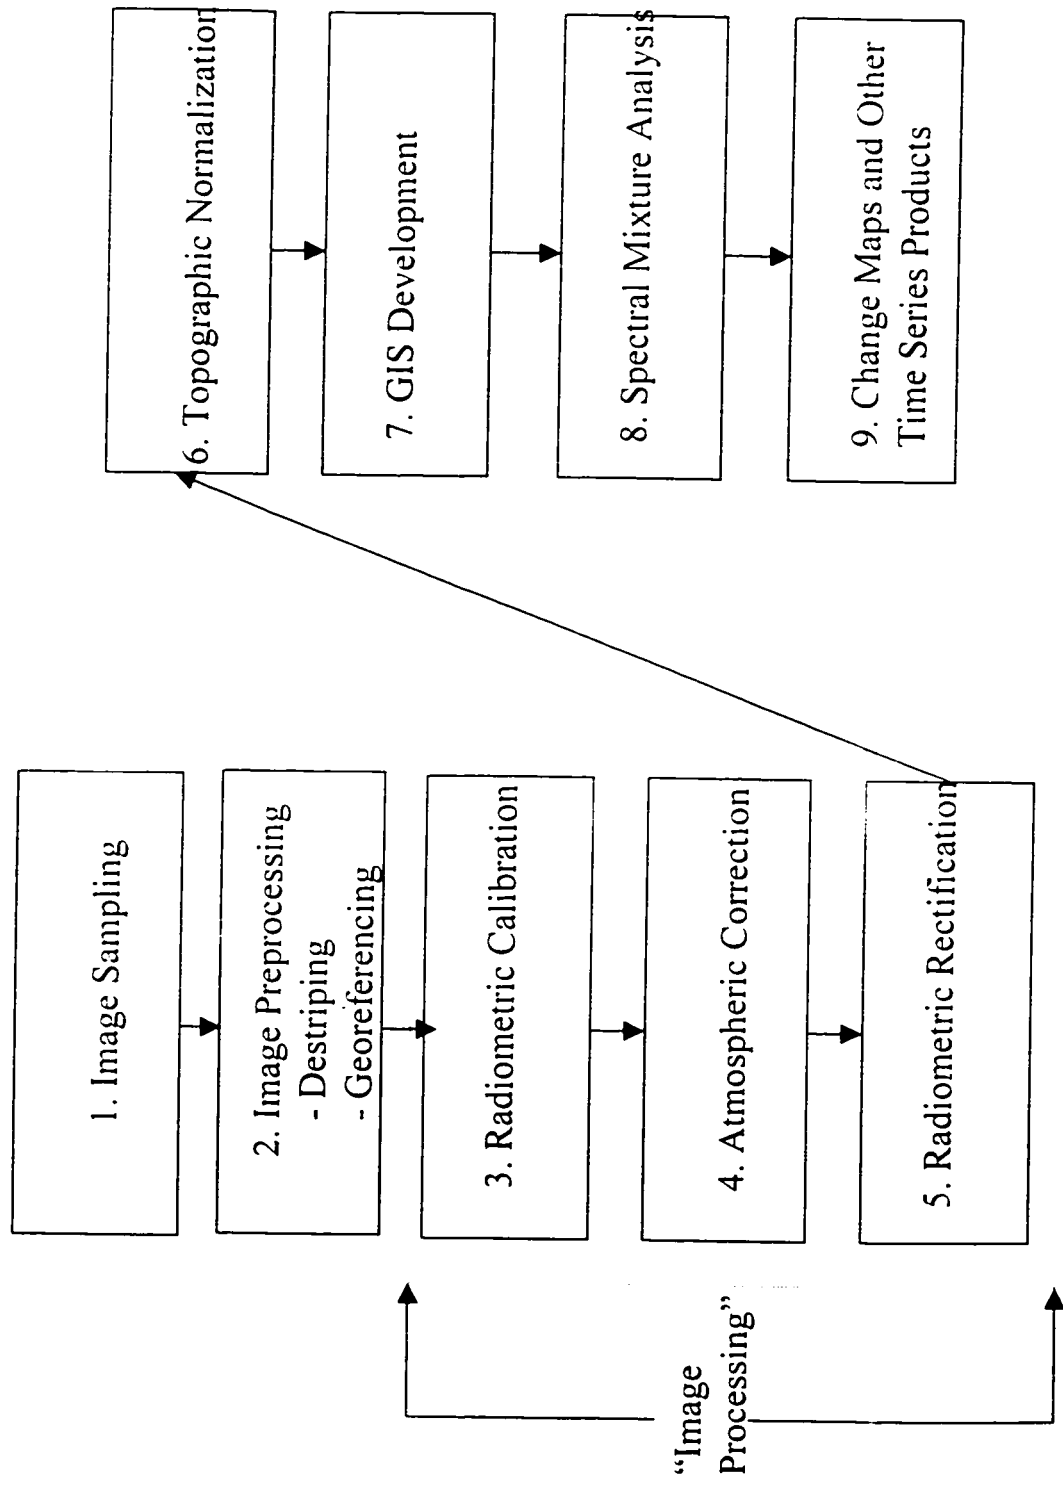 1. Image Sampling
2. Image Preprocessing
- Destriping
- Georeferencing
3. Radiometric Calibration
4. Atmospheric Correction
5. Radiometric Rectification
"Image
Processing"
6. Topographic Normalization
7. GIS Development
8. Spectral Mixture Analysis
9. Change Maps and Other
Time Series Products